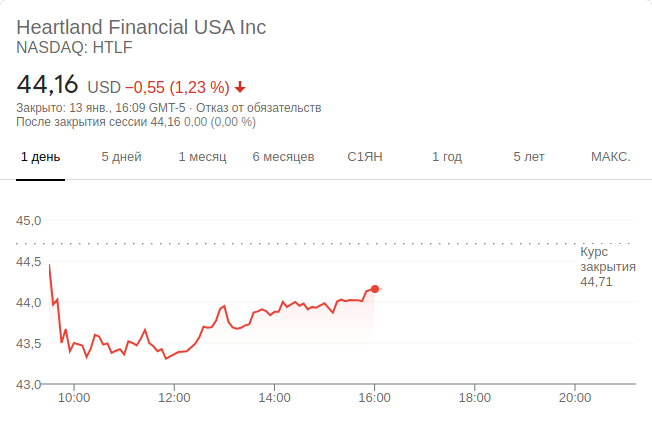 Heartland Financial USA Inc
NASDAQ: HTLF
44,16 USD −0,55 (1,23 %)
Закрыто: 13 янв., 16:09 GMT-5 · Отказ от обязательств
После закрытия сессии 44,16 0,00 (0,00 %)
1 день 5 дней 1 месяц 6 месяцев С1ЯН 1 год 5 лет МАКС.
45,0
Курс
закрытия
44,71
44,5
44,0
43,5
43,0
10:00 12:00 14:00 16:00 18:00 20:00